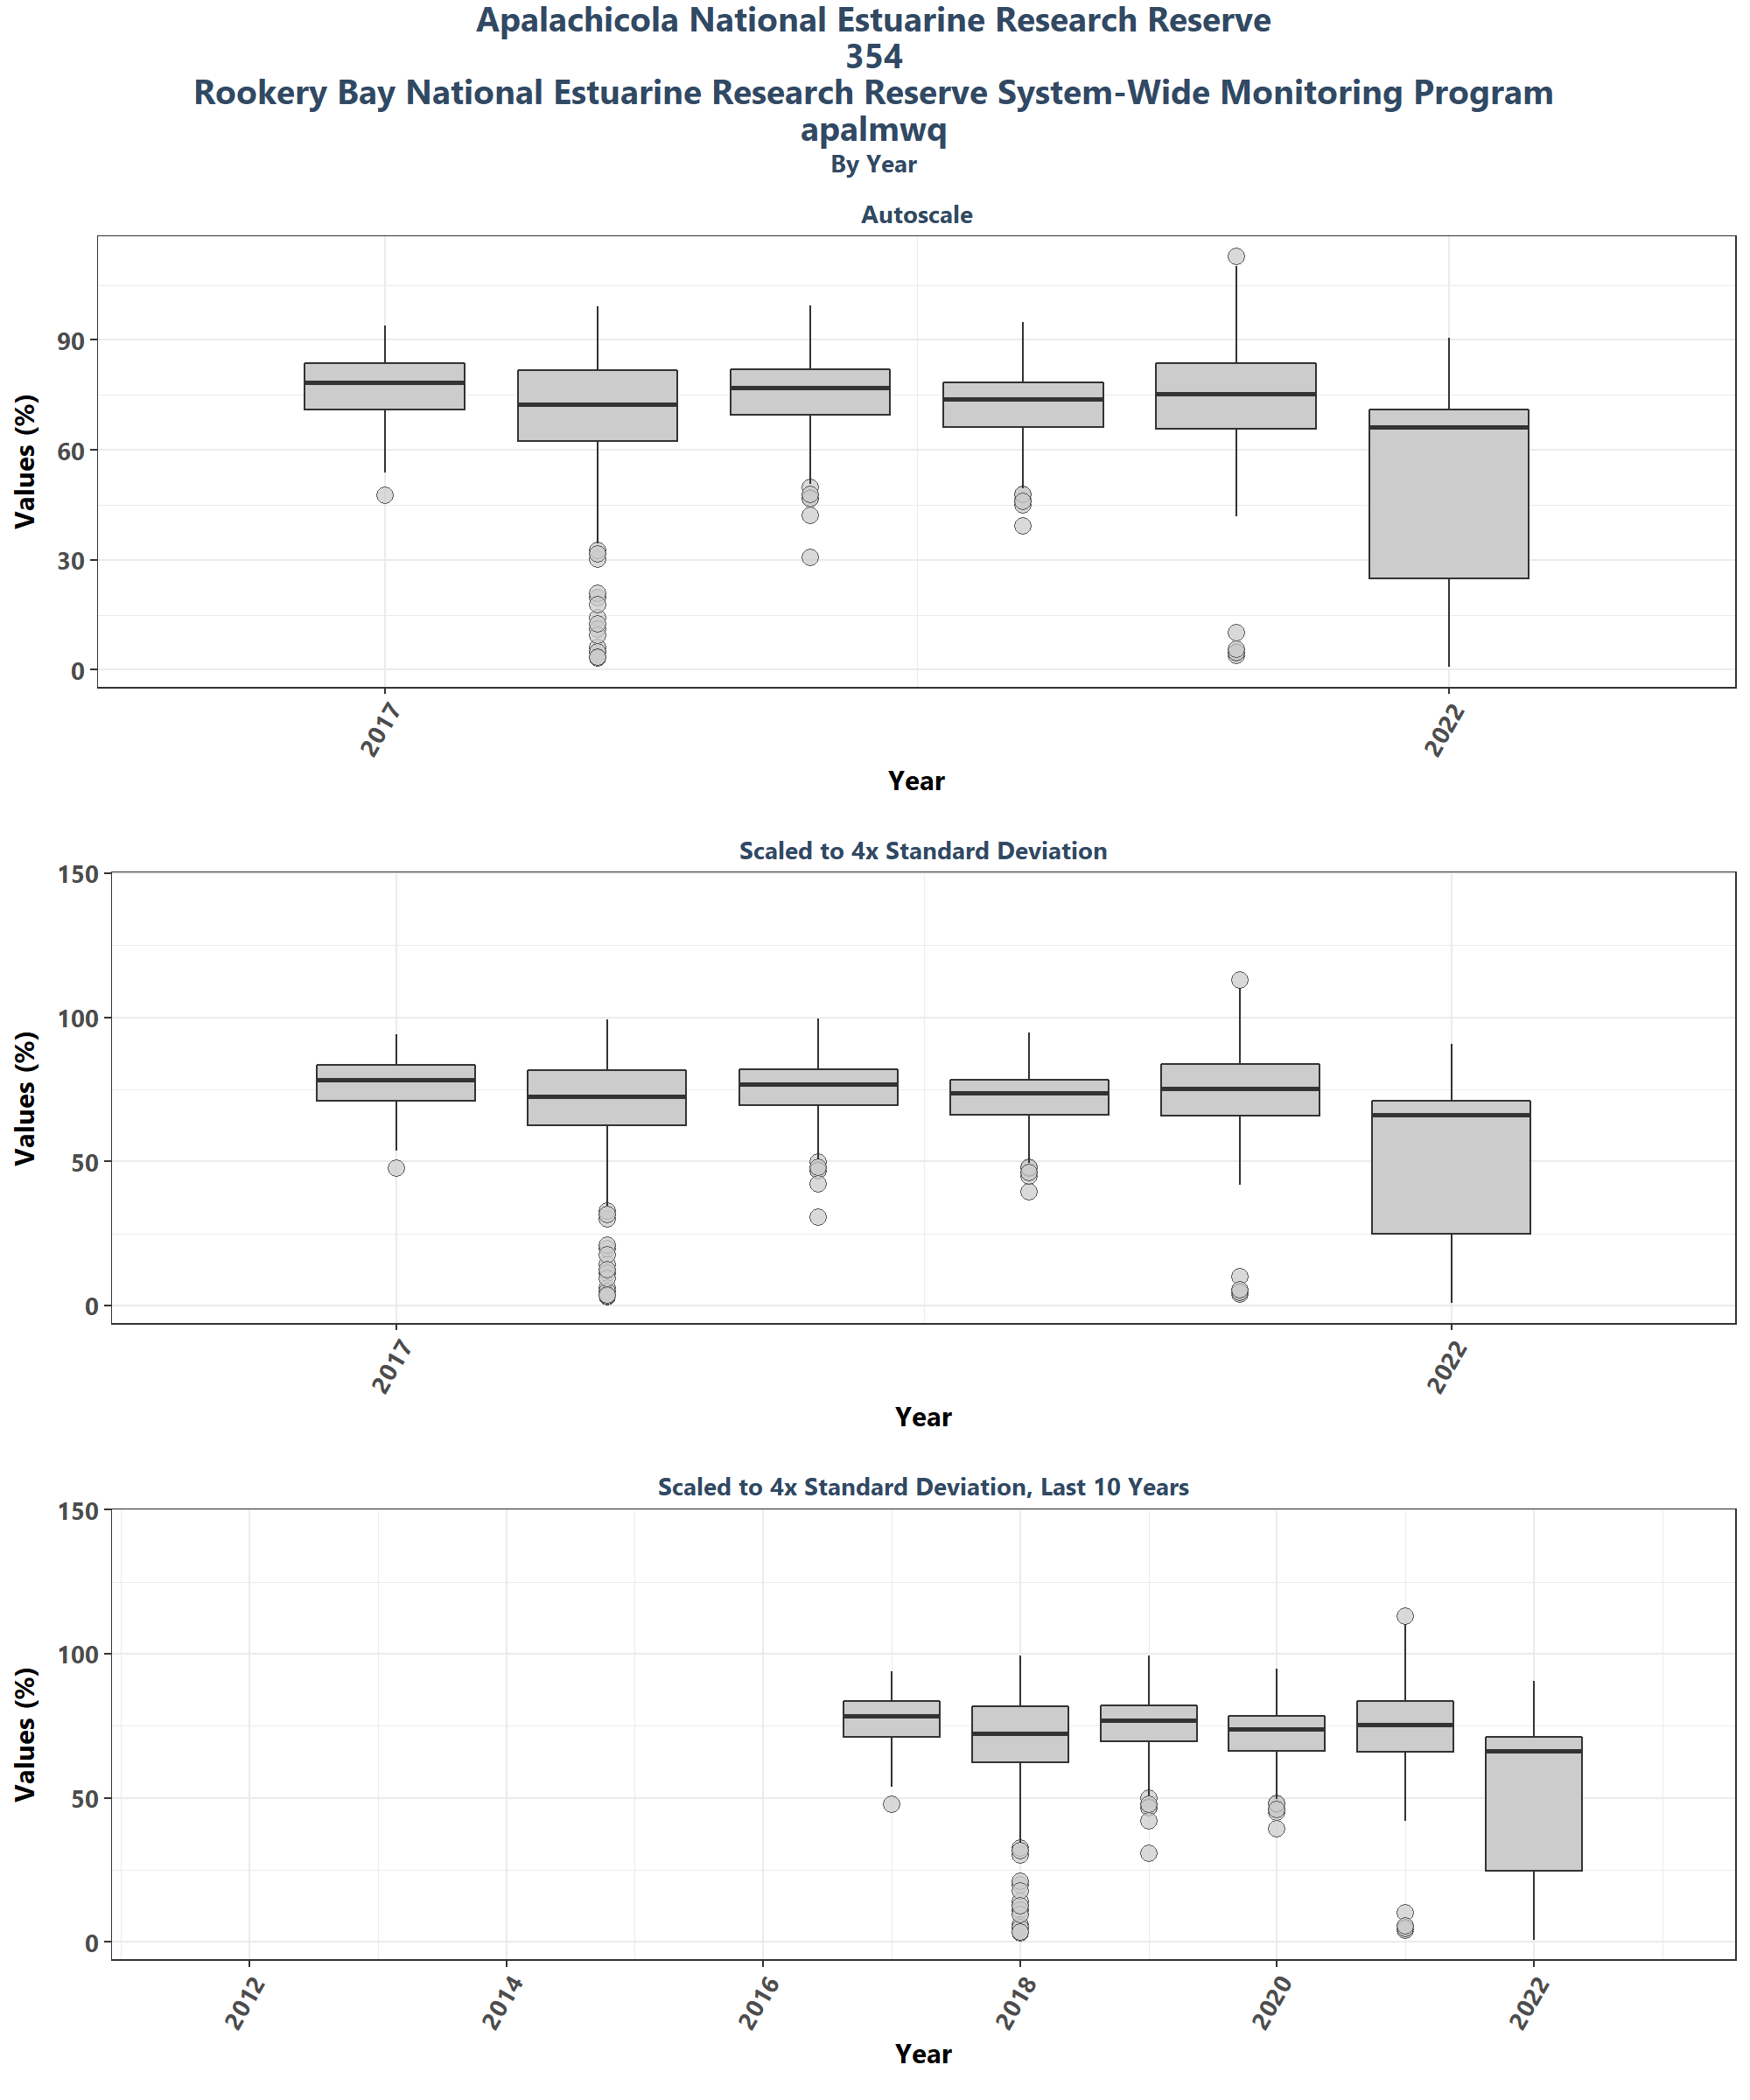 Apalachicola National Estuarine Research Reserve
354
Rookery Bay National Estuarine Research Reserve System-Wide Monitoring Program
apalmwq
By Year
Autoscale
Values (%)
90
60
30
0
2017
2022
Year
Scaled to 4x Standard Deviation
Values (%)
150
100
50
0
2017
2022
Year
Scaled to 4x Standard Deviation, Last 10 Years
Values (%)
150
100
50
0
2012
2014
2016
2018
2020
2022
Year